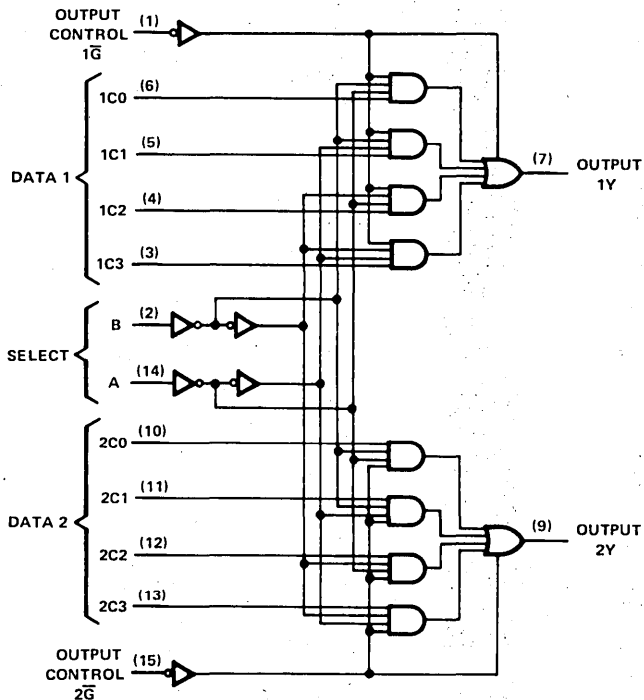 OUTPUT (1)
CONTROL
1G̅
(6)
1C0
(5)
1C1
DATA 1
(4)
1C2
(3)
1C3
(7) OUTPUT
1Y
(2)
B
SELECT
(14)
A
(10)
2C0
(11)
2C1
DATA 2
(12)
2C2
(13)
2C3
(9) OUTPUT
2Y
OUTPUT
CONTROL (15)
2G̅